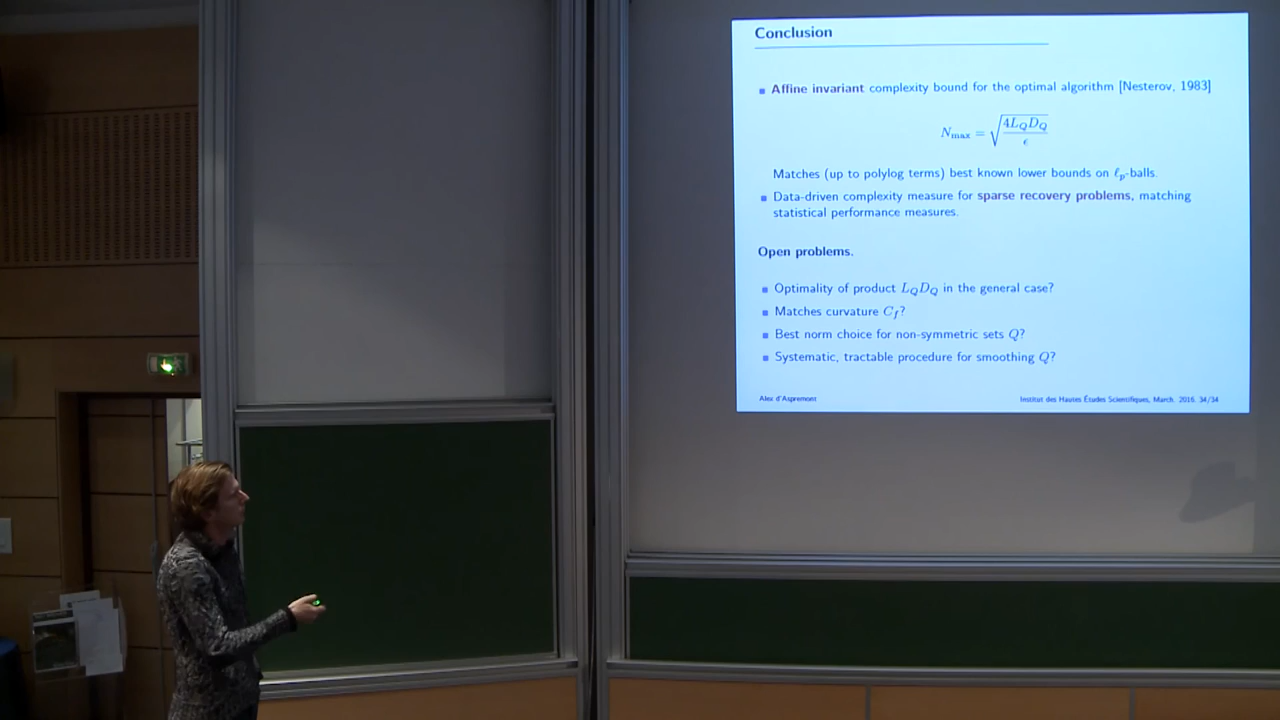 Conclusion
Affine invariant complexity bound for the optimal algorithm [Nesterov, 1983]
N_max = √(4L_Q D_Q / ϵ)
Matches (up to polylog terms) best known lower bounds on ℓ_p-balls.
Data-driven complexity measure for sparse recovery problems, matching
statistical performance measures.
Open problems.
Optimality of product L_Q D_Q in the general case?
Matches curvature C_f?
Best norm choice for non-symmetric sets Q?
Systematic, tractable procedure for smoothing Q?
Alex d'Aspremont
Institut des Hautes Études Scientifiques, March. 2016. 34/34